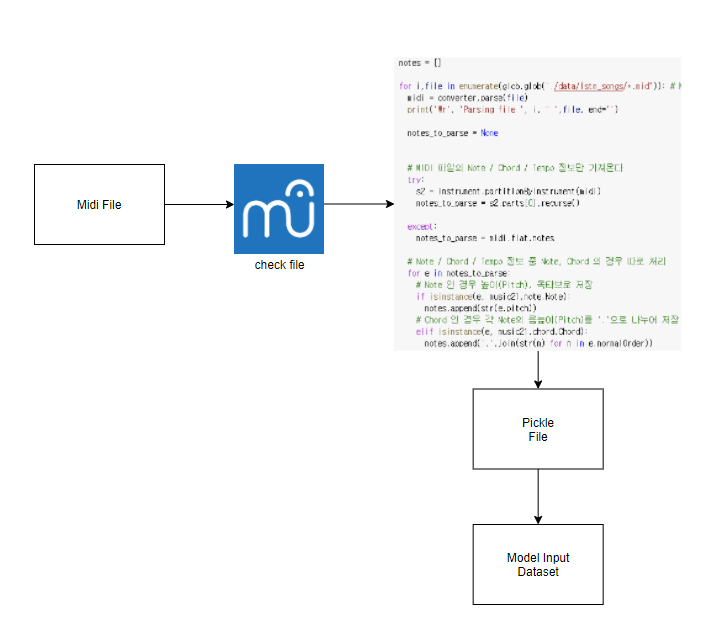 Midi File
check file
notes = []
for i,file in enumerate(glob.glob("./data/lstm_songs/*.mid")): #
midi = converter.parse(file)
print('\r', 'Parsing file ', i, " ",file, end='')
notes_to_parse = None
# MIDI 파일의 Note / Chord / Tempo 정보만 가져온다
try:
s2 = instrument.partitionByInstrument(midi)
notes_to_parse = s2.parts[0].recurse()
except:
notes_to_parse = midi.flat.notes
# Note / Chord / Tempo 정보 중 Note, Chord 의 경우 따로 처리
for e in notes_to_parse:
# Note 인 경우 높이(Pitch), 옥타브로 저장
if isinstance(e, music21.note.Note):
notes.append(str(e.pitch))
# Chord 인 경우 각 Note의 음높이(Pitch)를 '.'으로 나누어 저장
elif isinstance(e, music21.chord.Chord):
notes.append('.'.join(str(n) for n in e.normalOrder))
Pickle
File
Model Input
Dataset